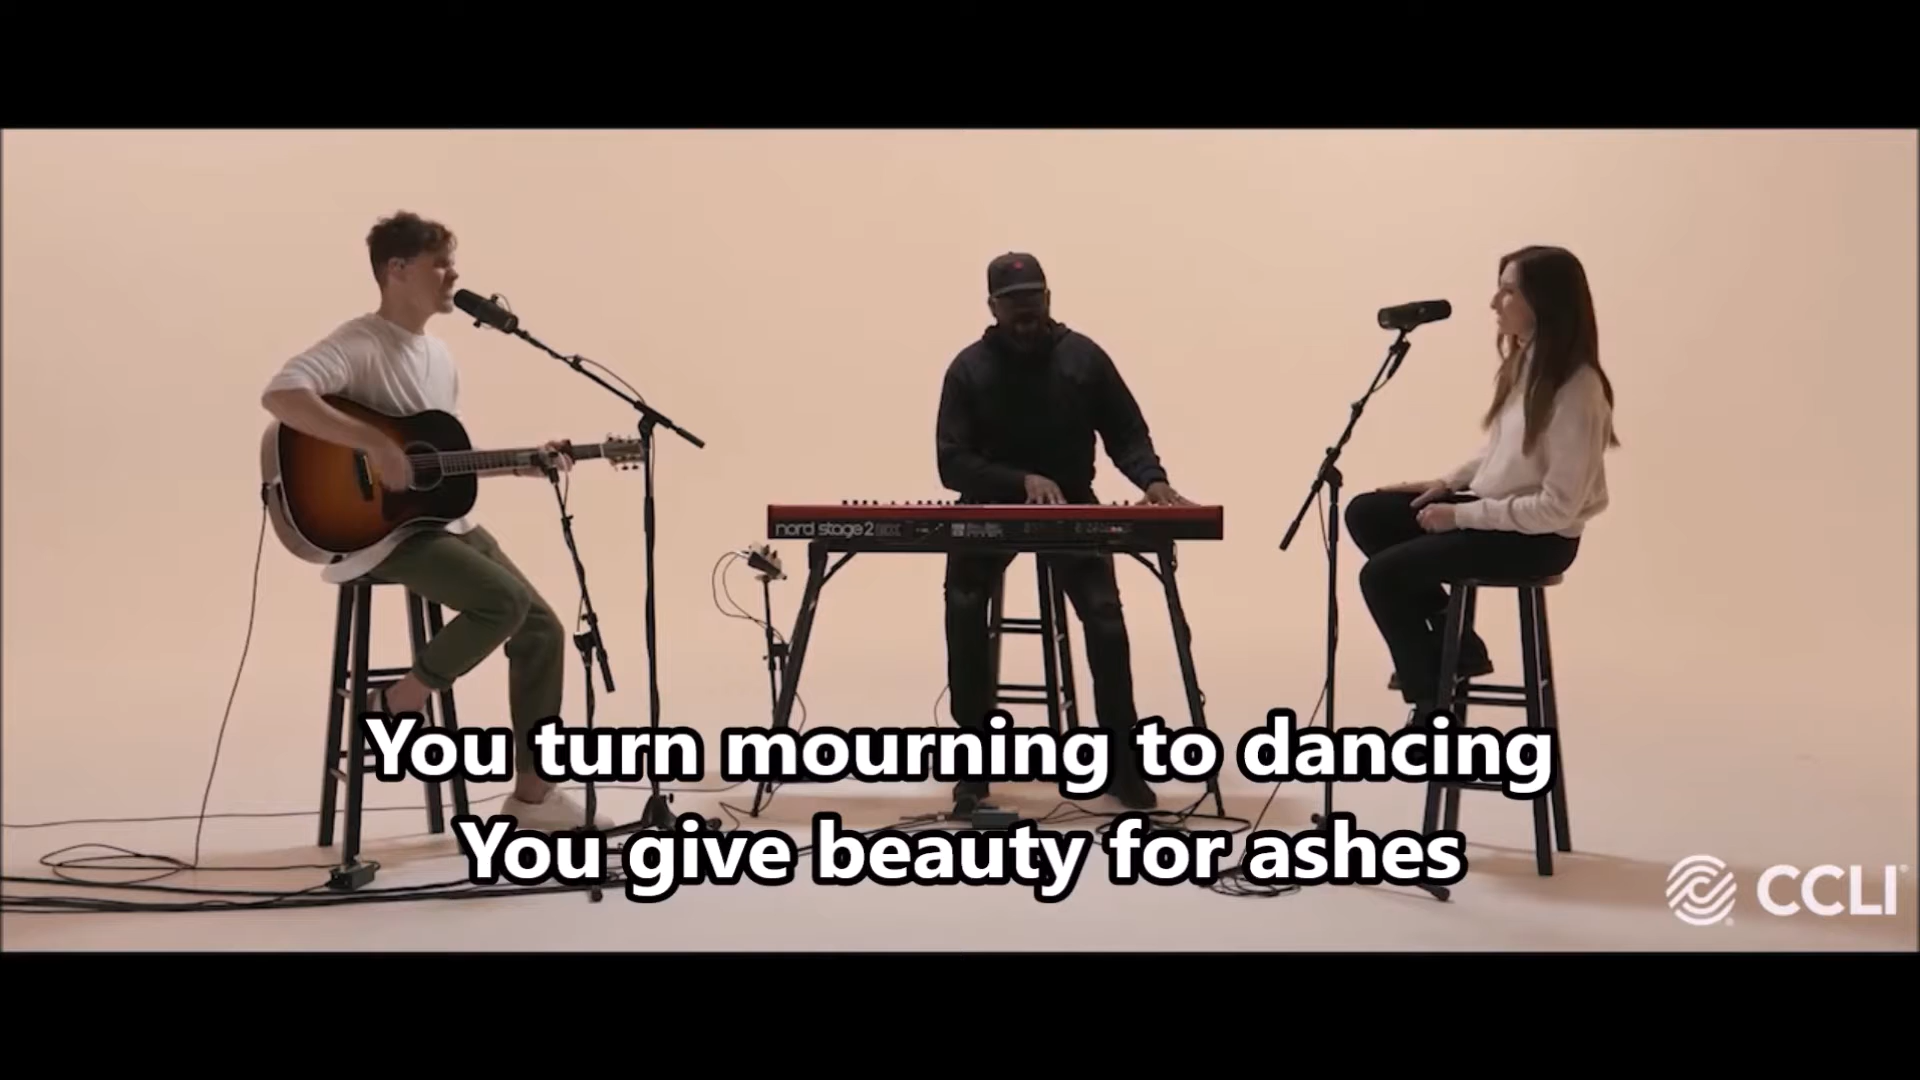 nord stage 2
You turn mourning to dancing
You give beauty for ashes
CCLI